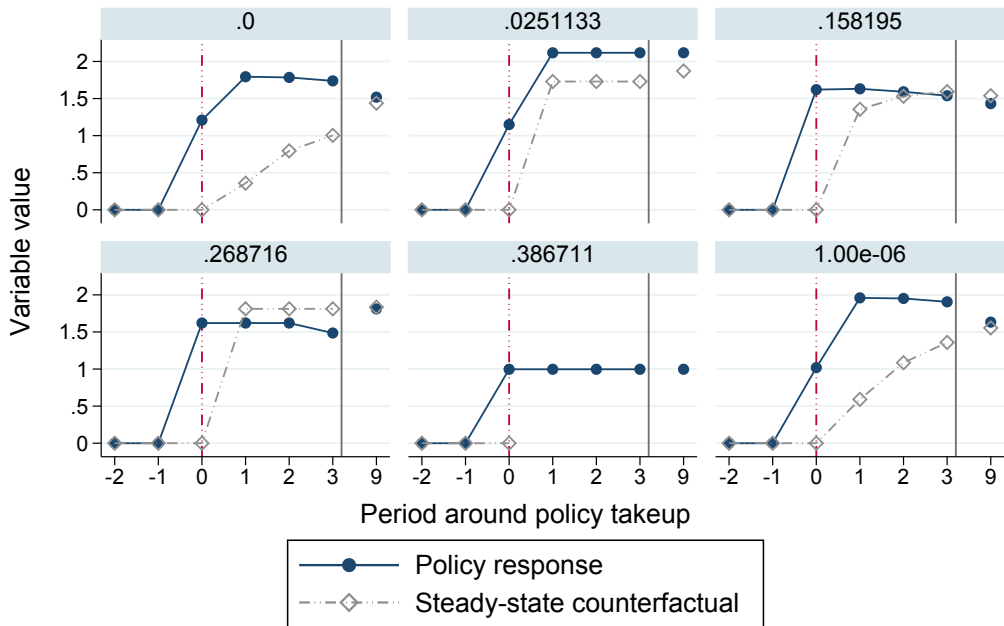 .0
.0251133
.158195
2
1.5
1
.5
0
.268716
.386711
1.00e-06
2
1.5
1
.5
0
-2 -1 0 1 2 3 9
-2 -1 0 1 2 3 9
-2 -1 0 1 2 3 9
Variable value
Period around policy takeup
Policy response
Steady-state counterfactual